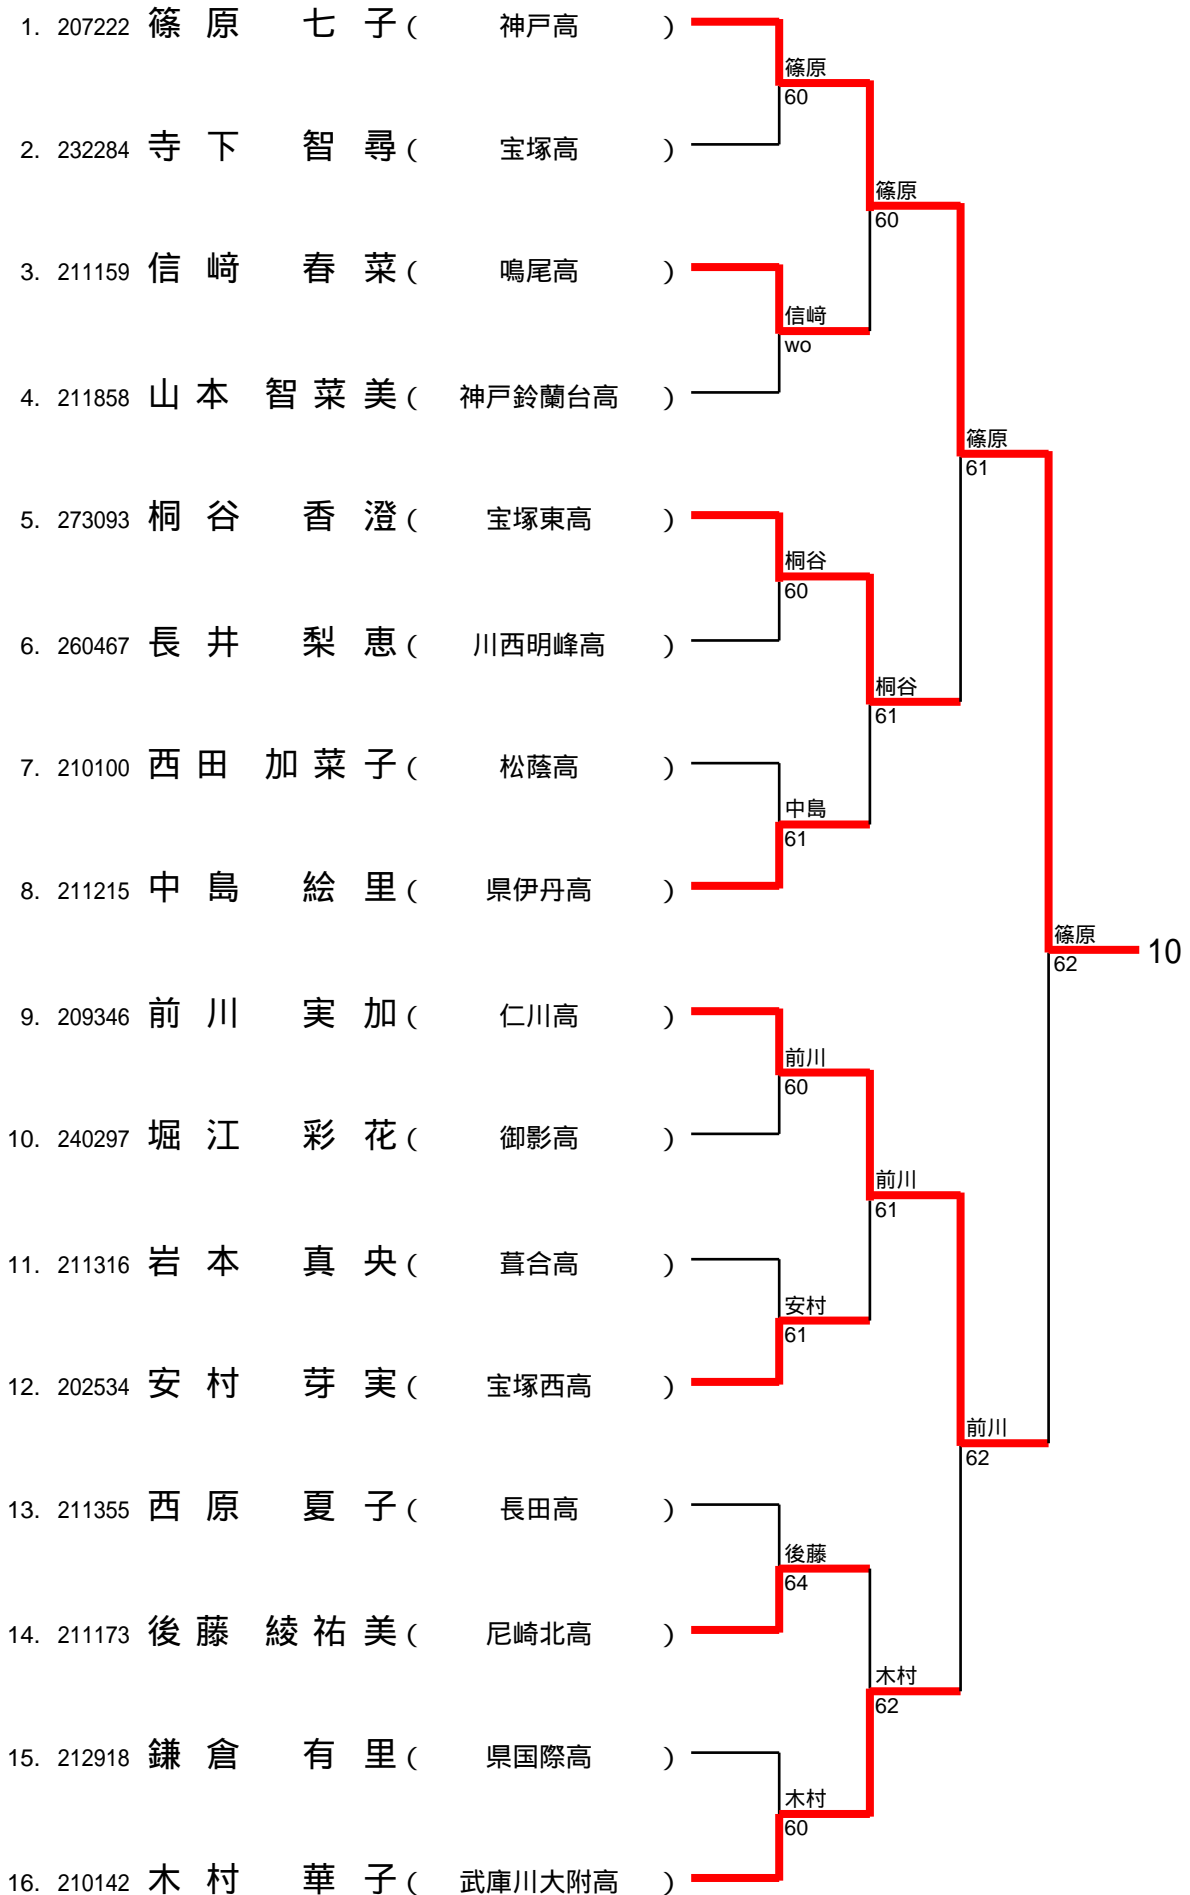 1. 207222 篠原 七子 ( 神戸高 )
篠原
60
2. 232284 寺下 智尋 ( 宝塚高 )
篠原
60
3. 211159 信﨑 春菜 ( 鳴尾高 )
信﨑
wo
4. 211858 山本 智菜美 ( 神戸鈴蘭台高 )
篠原
61
5. 273093 桐谷 香澄 ( 宝塚東高 )
桐谷
60
6. 260467 長井 梨恵 ( 川西明峰高 )
桐谷
61
7. 210100 西田 加菜子 ( 松蔭高 )
中島
61
8. 211215 中島 絵里 ( 県伊丹高 )
篠原
62
10
9. 209346 前川 実加 ( 仁川高 )
前川
60
10. 240297 堀江 彩花 ( 御影高 )
前川
61
11. 211316 岩本 真央 ( 葺合高 )
安村
61
12. 202534 安村 芽実 ( 宝塚西高 )
前川
62
13. 211355 西原 夏子 ( 長田高 )
後藤
64
14. 211173 後藤 綾祐美 ( 尼崎北高 )
木村
62
15. 212918 鎌倉 有里 ( 県国際高 )
木村
60
16. 210142 木村 華子 ( 武庫川大附高 )